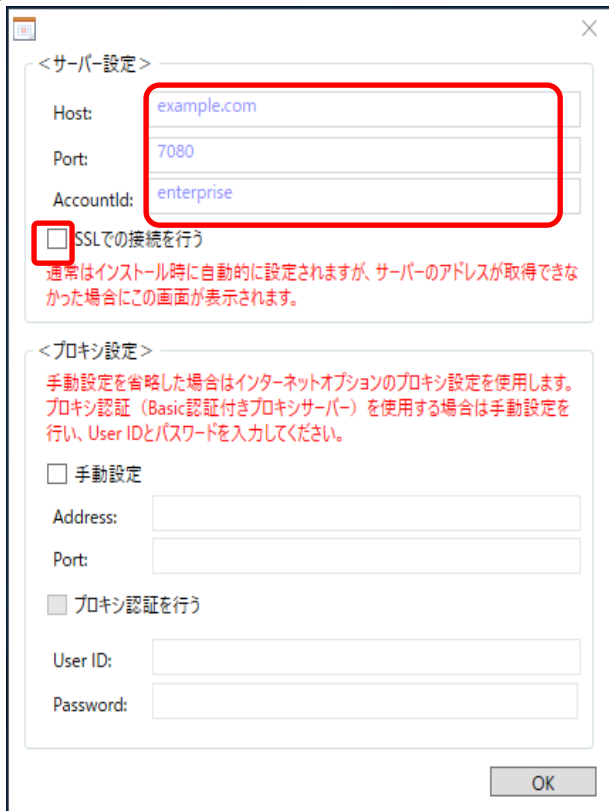 <サーバー設定>
Host: example.com
Port: 7080
AccountId: enterprise
SSLでの接続を行う
通常はインストール時に自動的に設定されますが、サーバーのアドレスが取得できな
かった場合にこの画面が表示されます。
<プロキシ設定>
手動設定を省略した場合はインターネットオプションのプロキシ設定を使用します。
プロキシ認証（Basic認証付きプロキシサーバー）を使用する場合は手動設定を
行い、User IDとパスワードを入力してください。
手動設定
Address:
Port:
プロキシ認証を行う
User ID:
Password:
OK